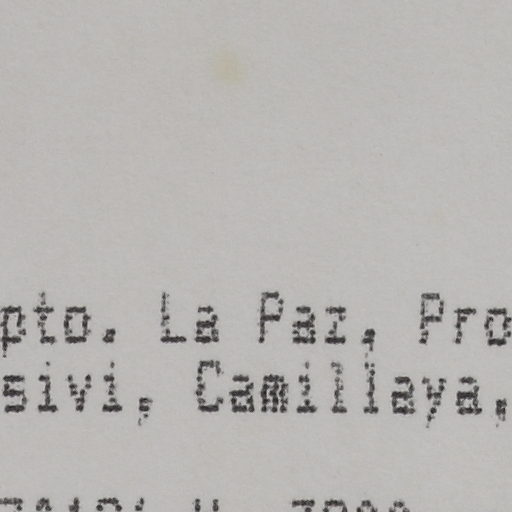 pto. La Paz, Pro
sivi, Camillaya,